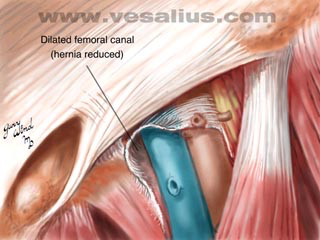 www.vesalius.com
Dilated femoral canal
(hernia reduced)